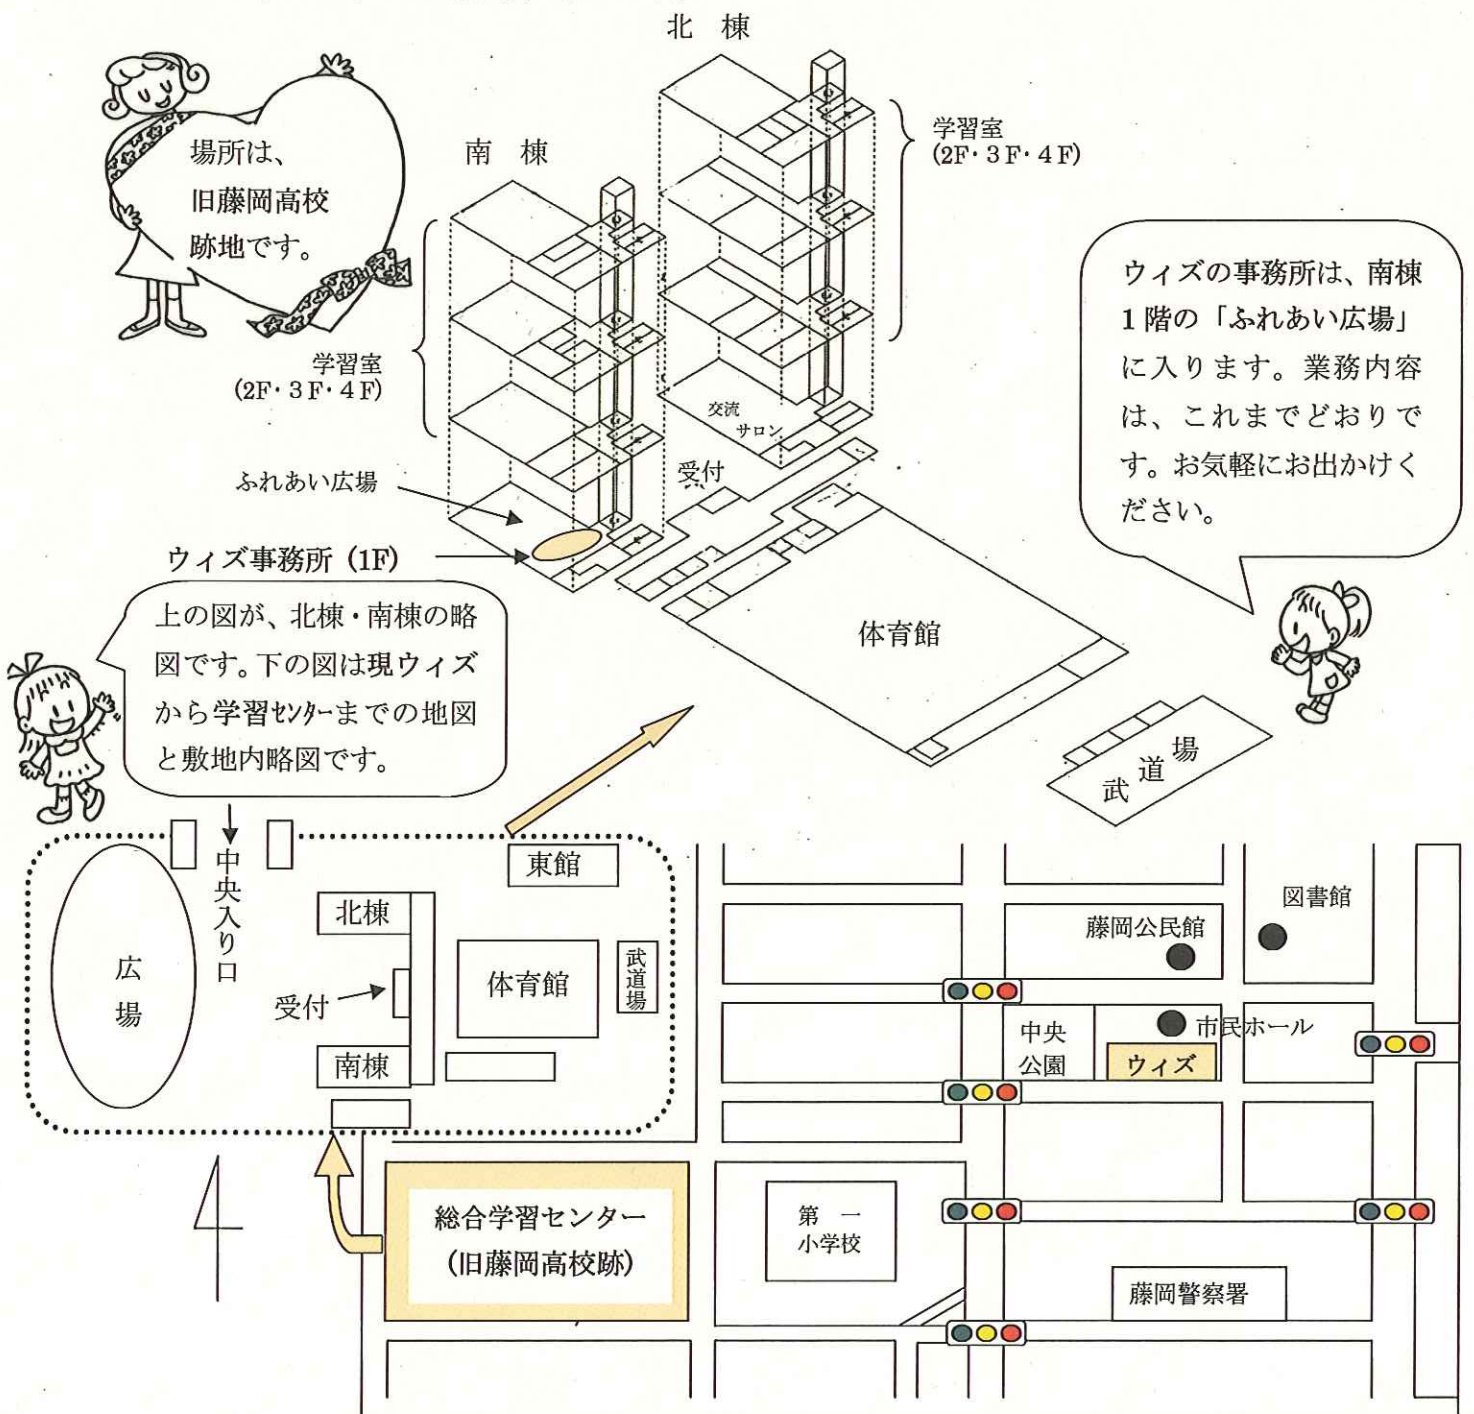 北 棟
場所は、
旧藤岡高校
跡地です。
南 棟
学習室
(2F・3F・4F)
学習室
(2F・3F・4F)
ウィズの事務所は、南棟
1階の「ふれあい広場」
に入ります。業務内容
は、これまでどおりで
す。お気軽にお出かけく
ださい。
交流
サロン
受付
ふれあい広場
ウィズ事務所 (1F)
体育館
武道場
上の図が、北棟・南棟の略
図です。下の図は現ウィズ
から学習センターまでの地図
と敷地内略図です。
中央入り口
東館
北棟
広場
受付
体育館
武道場
南棟
図書館
藤岡公民館
市民ホール
中央
公園
ウィズ
総合学習センター
(旧藤岡高校跡)
第 一
小学校
藤岡警察署